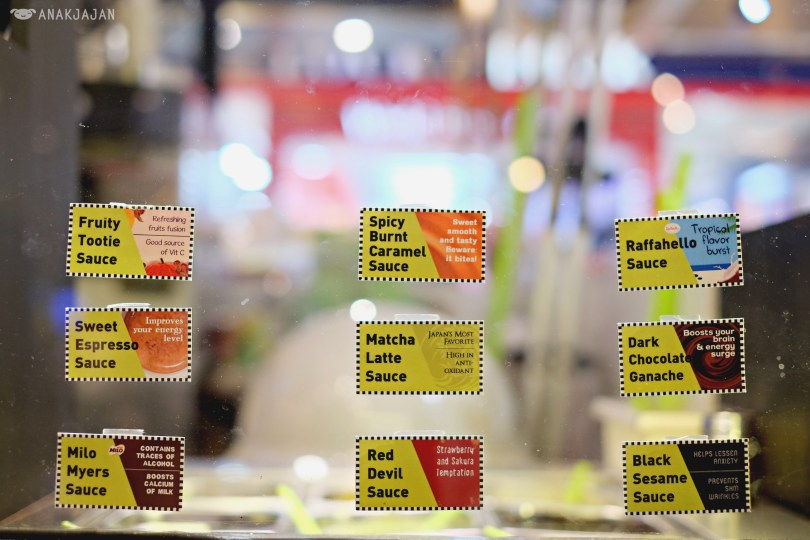 ANAKJAJAN
Fruity
Tootie
Sauce
Refreshing
fruits fusion
Good source
of Vit C
Spicy
Burnt
Caramel
Sauce
Sweet
smooth
and tasty
Beware
it bites!
Raffahello
Sauce
Tropical
flavor
burst
Sweet
Espresso
Sauce
Improves
your energy
level
Matcha
Latte
Sauce
JAPAN'S MOST
FAVORITE
HIGH IN
ANTI-
OXIDANT
Dark
Chocolate
Ganache
Boosts your
brain
& energy
surge
Milo
Myers
Sauce
MILO
CONTAINS
TRACES OF
ALCOHOL
BOOSTS
CALCIUM
OF MILK
Red
Devil
Sauce
Strawberry
and Sakura
Temptation
Black
Sesame
Sauce
HELPS LESSEN
ANXIETY
PREVENTS
SKIN
WRINKLES